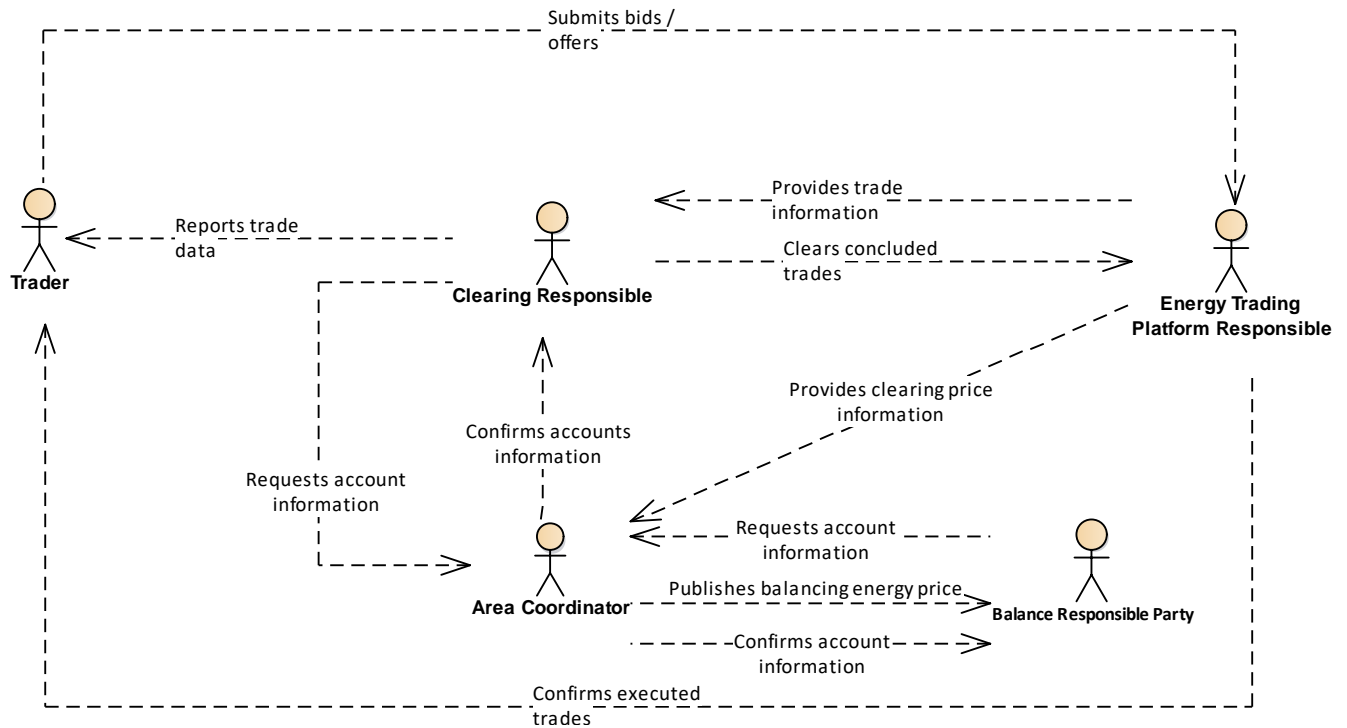 Submits bids /
offers
Provides trade
information
Reports trade
data
Clears concluded
trades
Trader
Clearing Responsible
Energy Trading
Platform Responsible
Provides clearing price
information
Confirms accounts
information
Requests account
information
Requests account
information
Publishes balancing energy price
Area Coordinator
Balance Responsible Party
Confirms account
information
Confirms executed
trades